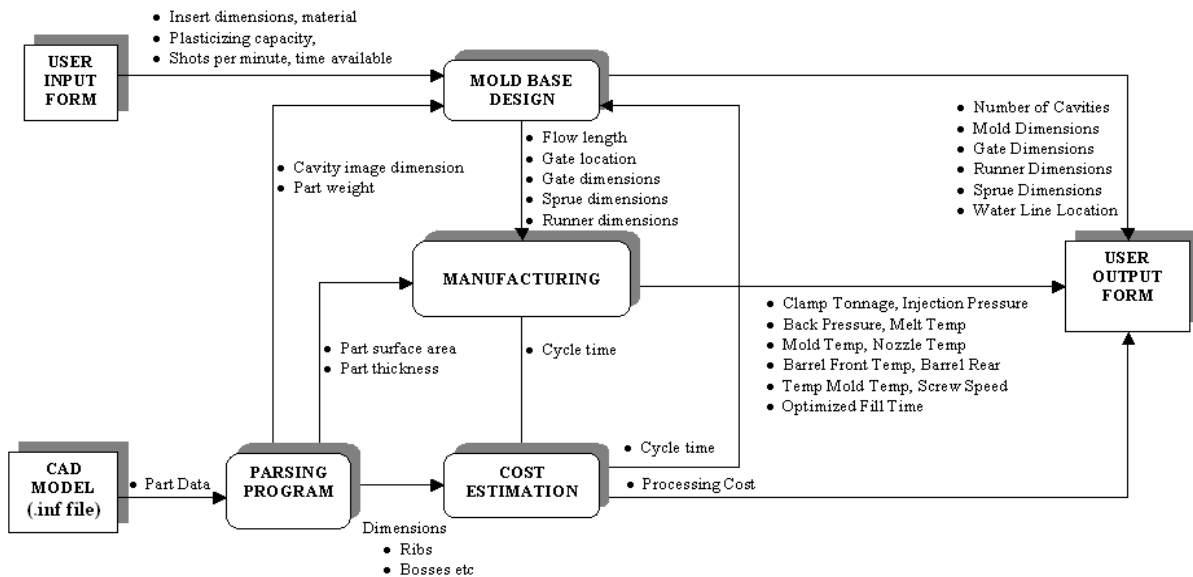 • Insert dimensions, material
• Plasticizing capacity,
• Shots per minute, time available
USER
INPUT
FORM
MOLD BASE
DESIGN
• Number of Cavities
• Mold Dimensions
• Gate Dimensions
• Runner Dimensions
• Sprue Dimensions
• Water Line Location
• Flow length
• Gate location
• Gate dimensions
• Sprue dimensions
• Runner dimensions
• Cavity image dimension
• Part weight
MANUFACTURING
USER
OUTPUT
FORM
• Clamp Tonnage, Injection Pressure
• Back Pressure, Melt Temp
• Mold Temp, Nozzle Temp
• Barrel Front Temp, Barrel Rear
• Temp Mold Temp, Screw Speed
• Optimized Fill Time
• Part surface area
• Part thickness
• Cycle time
CAD
MODEL
(.inf file)
• Part Data
PARSING
PROGRAM
COST
ESTIMATION
• Cycle time
• Processing Cost
Dimensions
• Ribs
• Bosses etc